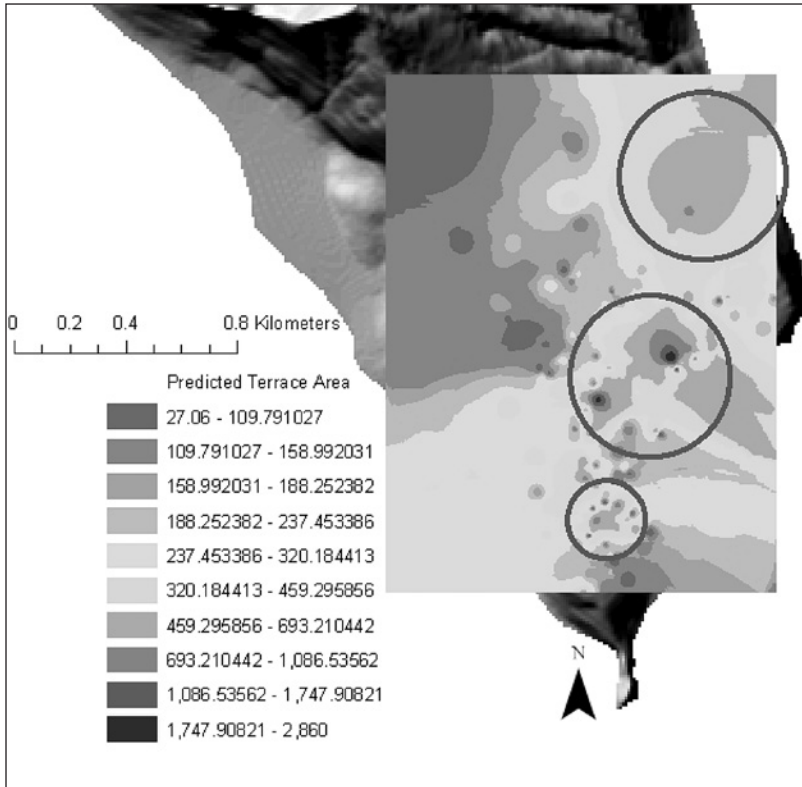 0 0.2 0.4 0.8 Kilometers
Predicted Terrace Area
27.06 - 109.791027
109.791027 - 158.992031
158.992031 - 188.252382
188.252382 - 237.453386
237.453386 - 320.184413
320.184413 - 459.295856
459.295856 - 693.210442
693.210442 - 1,086.53562
1,086.53562 - 1,747.90821
1,747.90821 - 2,860
N